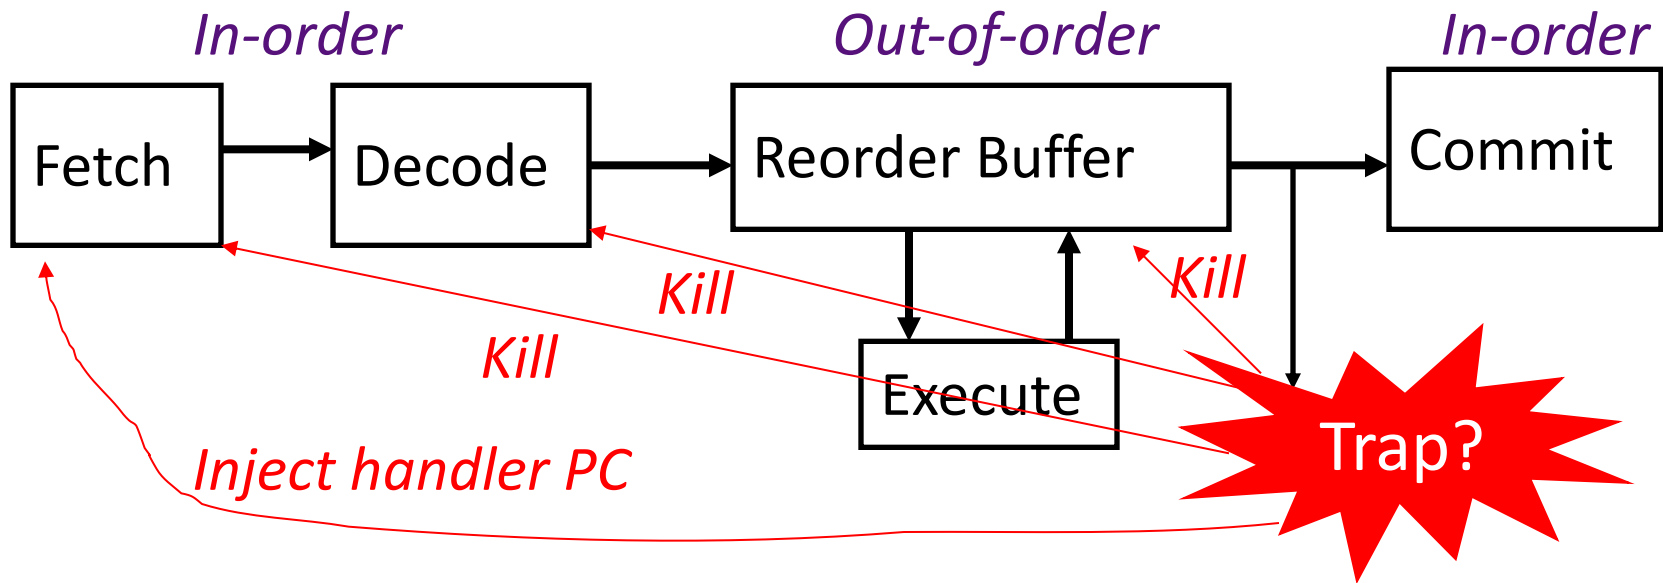 In-order
Out-of-order
In-order
Fetch
Decode
Reorder Buffer
Commit
Kill
Kill
Kill
Execute
Trap?
Inject handler PC